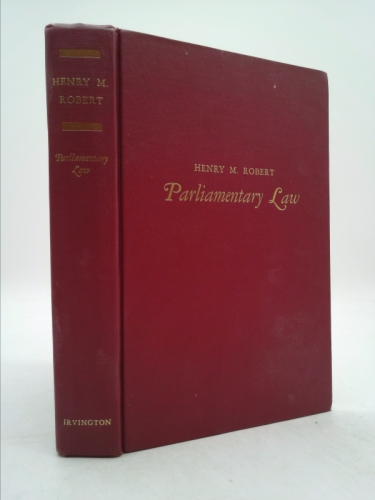 HENRY M.
ROBERT
Parliamentary
Law
IRVINGTON
HENRY M. ROBERT
Parliamentary Law